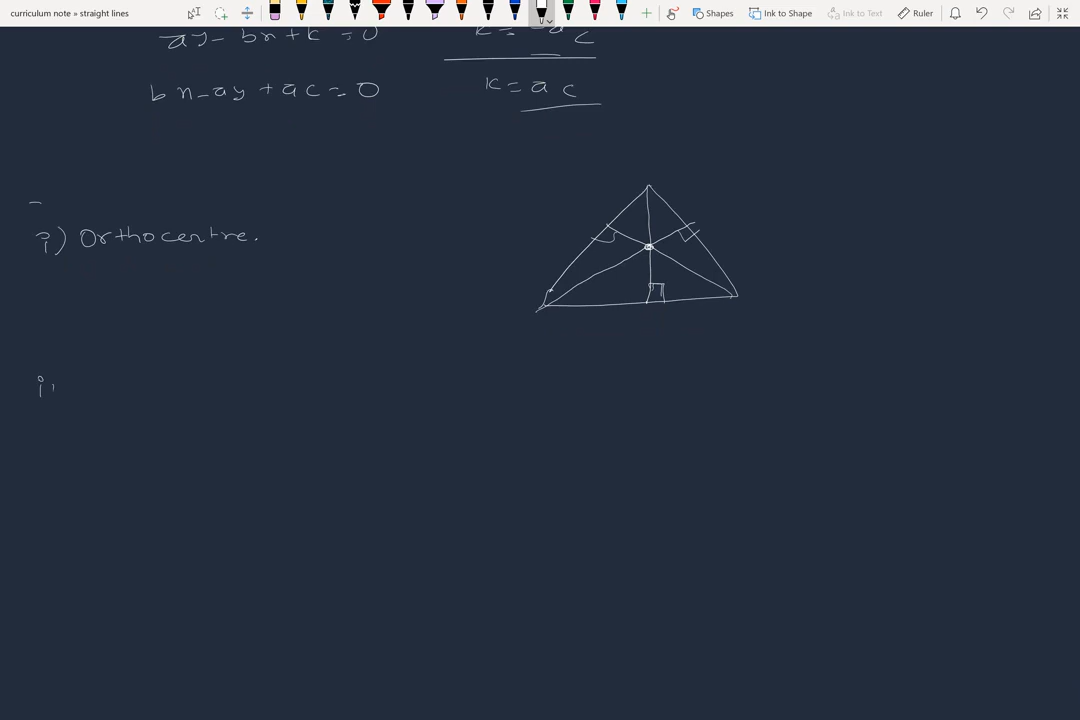 curriculum note » straight lines
Shapes
Ink to Shape
Ink to Text
Ruler
ay - bx + k = 0
k = -ac
bx - ay + ac = 0
k = ac
i) Orthocentre.
i